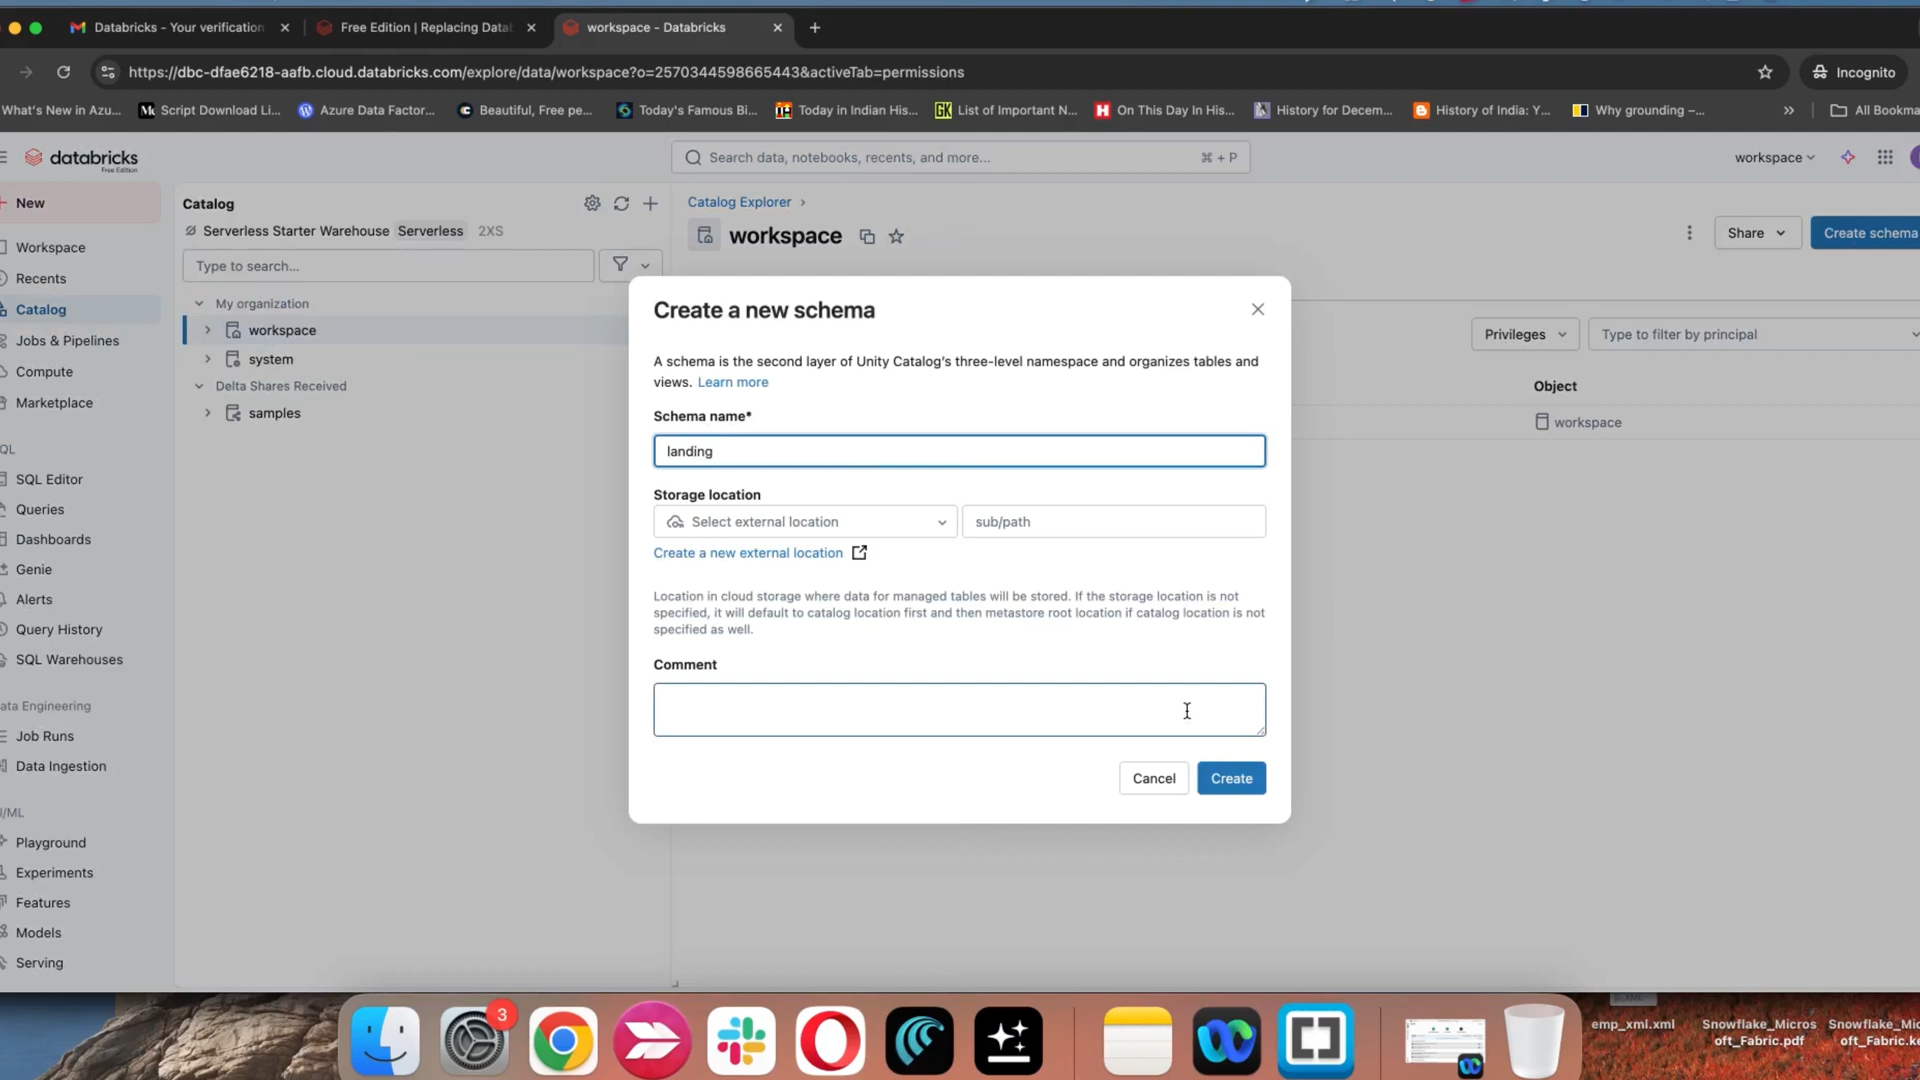 Databricks - Your verification
Free Edition | Replacing Datab
workspace - Databricks
https://dbc-dfae6218-aafb.cloud.databricks.com/explore/data/workspace?o=2570344598665443&activeTab=permissions
Incognito
What's New in Azu...
Script Download Li...
Azure Data Factor...
Beautiful, Free pe...
Today's Famous Bi...
Today in Indian His...
List of Important N...
On This Day In His...
History for Decem...
History of India: Y...
Why grounding –...
All Bookma
databricks
Free Edition
Search data, notebooks, recents, and more...
⌘ + P
workspace
New
Workspace
Recents
Catalog
Jobs & Pipelines
Compute
Marketplace
QL
SQL Editor
Queries
Dashboards
Genie
Alerts
Query History
SQL Warehouses
ata Engineering
Job Runs
Data Ingestion
I/ML
Playground
Experiments
Features
Models
Serving
Catalog
Serverless Starter Warehouse Serverless 2XS
Type to search...
My organization
workspace
system
Delta Shares Received
samples
Catalog Explorer ›
workspace
Share
Create schema
Privileges
Type to filter by principal
Object
workspace
Create a new schema
A schema is the second layer of Unity Catalog's three-level namespace and organizes tables and
views. Learn more
Schema name*
landing
Storage location
Select external location
sub/path
Create a new external location
Location in cloud storage where data for managed tables will be stored. If the storage location is not
specified, it will default to catalog location first and then metastore root location if catalog location is not
specified as well.
Comment
Cancel
Create
3
emp_xml.xml
Snowflake_Micros
oft_Fabric.pdf
Snowflake_Mic
oft_Fabric.ke